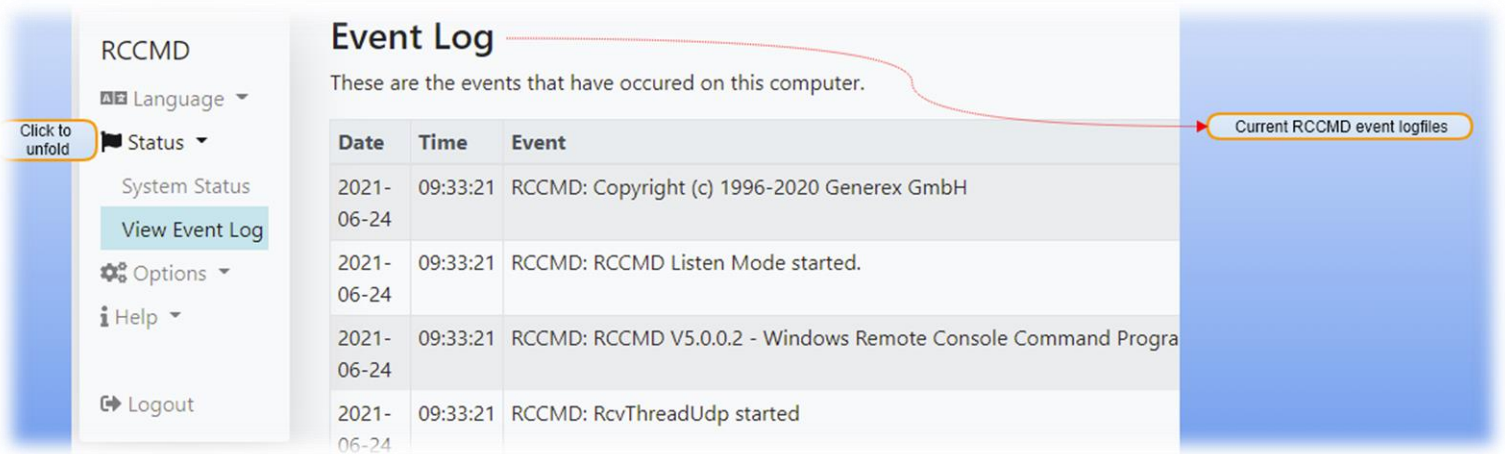 RCCMD
Language
Click to
unfold
Status
System Status
View Event Log
Options
Help
Logout
Event Log
These are the events that have occured on this computer.
Date Time Event
2021-
06-24 09:33:21 RCCMD: Copyright (c) 1996-2020 Generex GmbH
2021-
06-24 09:33:21 RCCMD: RCCMD Listen Mode started.
2021-
06-24 09:33:21 RCCMD: RCCMD V5.0.0.2 - Windows Remote Console Command Progra
2021-
06-24 09:33:21 RCCMD: RcvThreadUdp started
Current RCCMD event logfiles